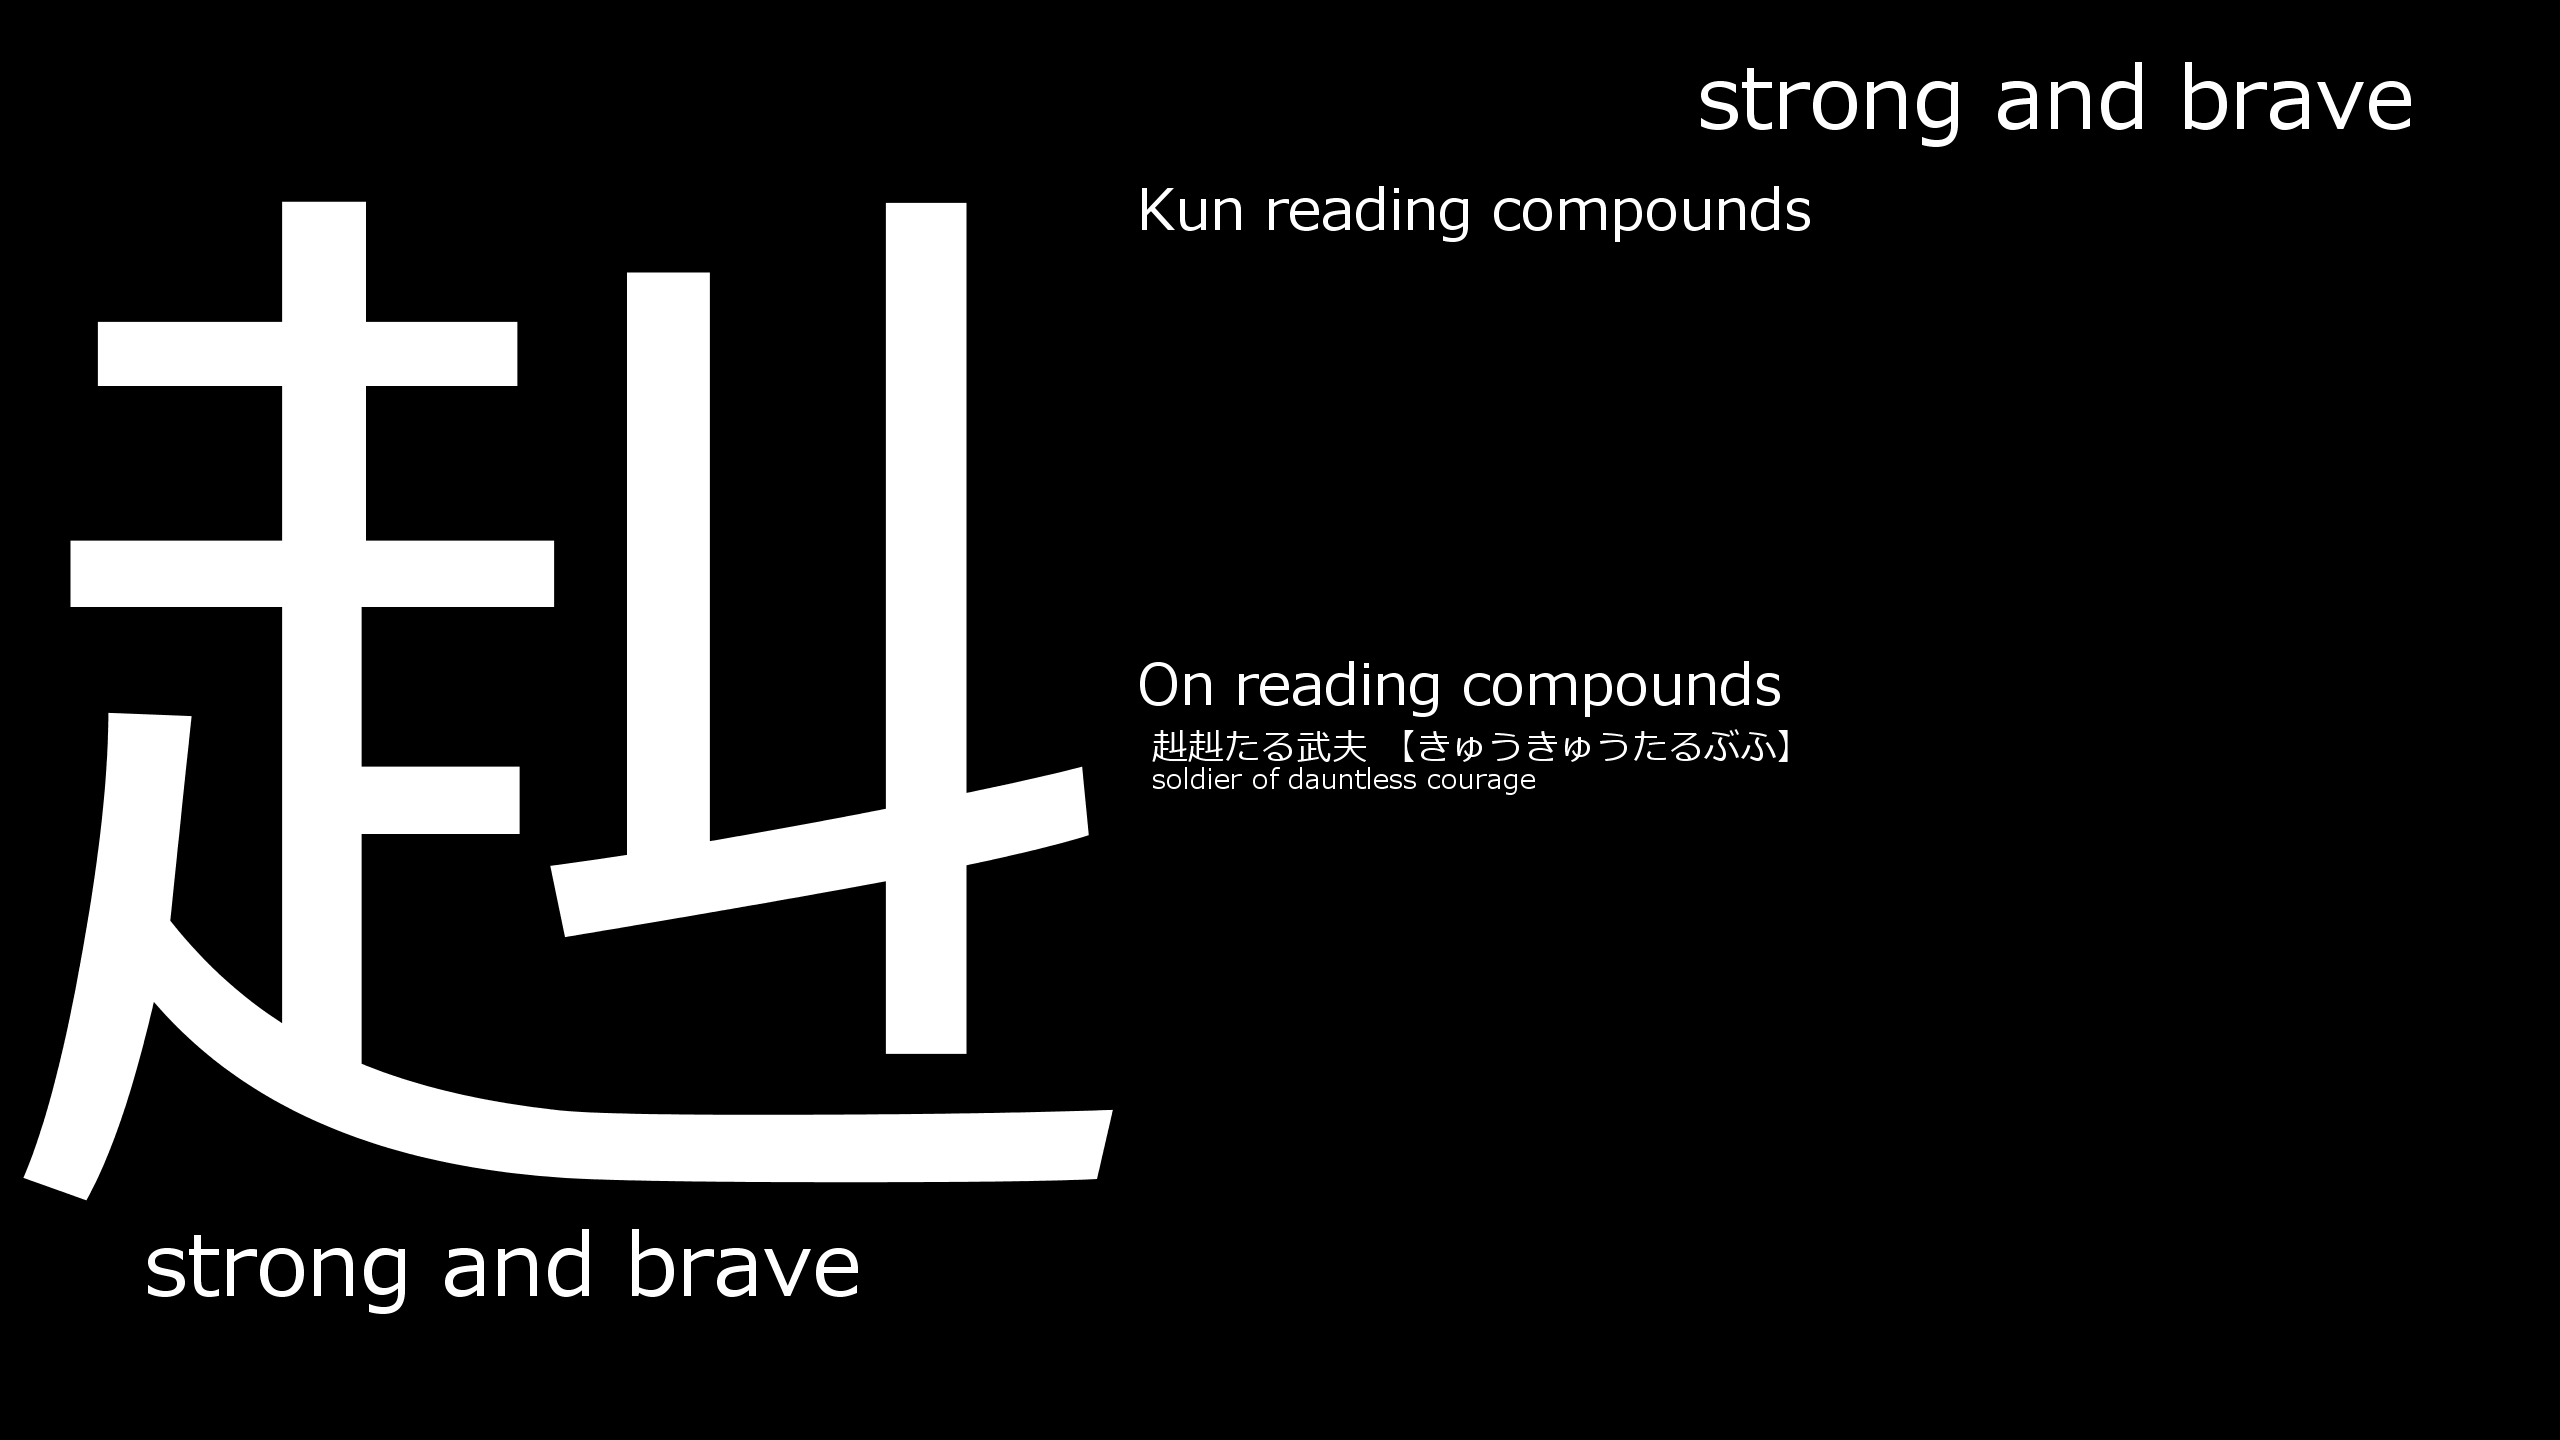 strong and brave
Kun reading compounds
赳
On reading compounds
赳赳たる武夫 【きゅうきゅうたるぶふ】
soldier of dauntless courage
strong and brave